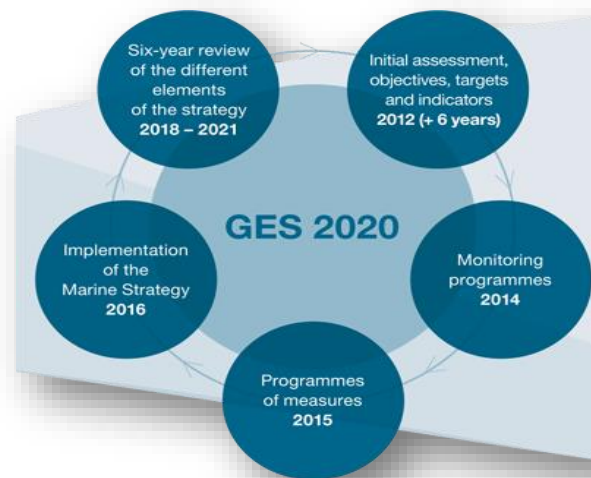 Six-year review
of the different
elements
of the strategy
2018 – 2021
Initial assessment,
objectives, targets
and indicators
2012 (+ 6 years)
GES 2020
Implementation
of the
Marine Strategy
2016
Monitoring
programmes
2014
Programmes
of measures
2015